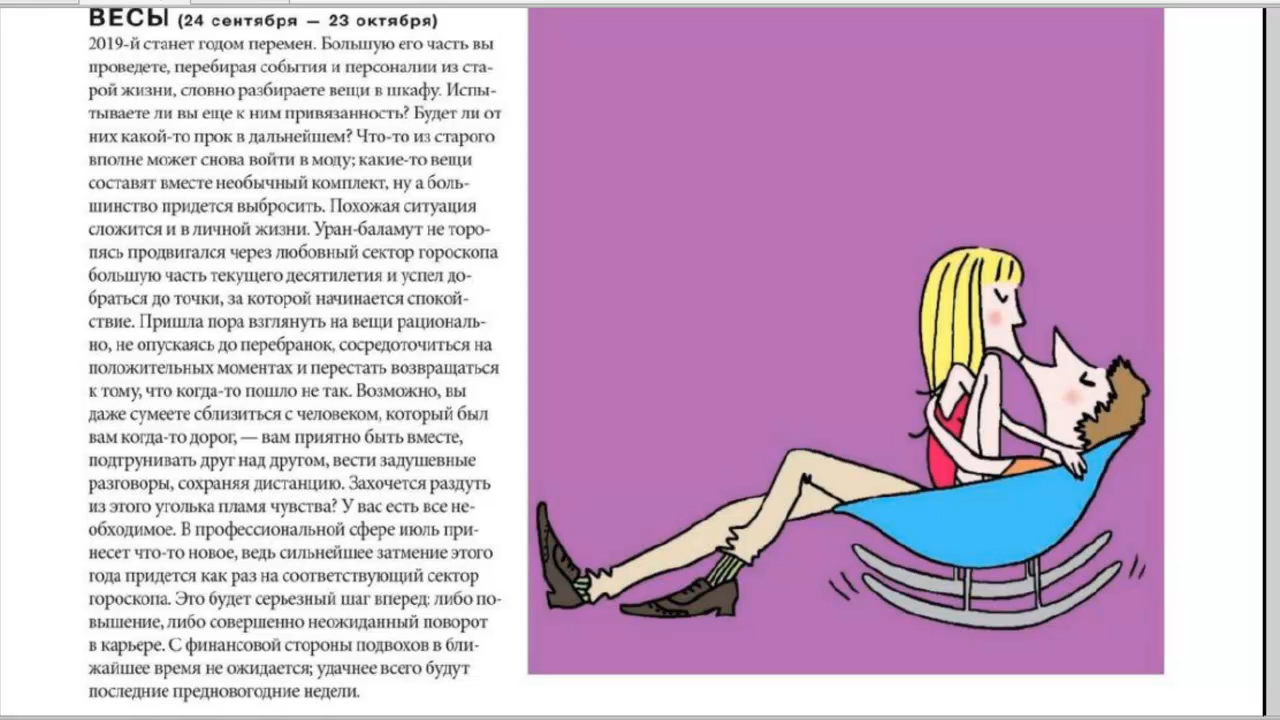 ВЕСЫ (24 сентября — 23 октября)
2019-й станет годом перемен. Большую его часть вы
проведете, перебирая события и персоналии из ста-
рой жизни, словно разбираете вещи в шкафу. Испы-
тываете ли вы еще к ним привязанность? Будет ли от
них какой-то прок в дальнейшем? Что-то из старого
вполне может снова войти в моду; какие-то вещи
составят вместе необычный комплект, ну а боль-
шинство придется выбросить. Похожая ситуация
сложится и в личной жизни. Уран-баламут не торо-
пясь продвигался через любовный сектор гороскопа
большую часть текущего десятилетия и успел до-
браться до точки, за которой начинается спокой-
ствие. Пришла пора взглянуть на вещи рациональ-
но, не опускаясь до перебранок, сосредоточиться на
положительных моментах и перестать возвращаться
к тому, что когда-то пошло не так. Возможно, вы
даже сумеете сблизиться с человеком, который был
вам когда-то дорог, — вам приятно быть вместе,
подтрунивать друг над другом, вести задушевные
разговоры, сохраняя дистанцию. Захочется раздуть
из этого уголька пламя чувства? У вас есть все не-
обходимое. В профессиональной сфере июль при-
несет что-то новое, ведь сильнейшее затмение этого
года придется как раз на соответствующий сектор
гороскопа. Это будет серьезный шаг вперед: либо по-
вышение, либо совершенно неожиданный поворот
в карьере. С финансовой стороны подвохов в бли-
жайшее время не ожидается; удачнее всего будут
последние предновогодние недели.